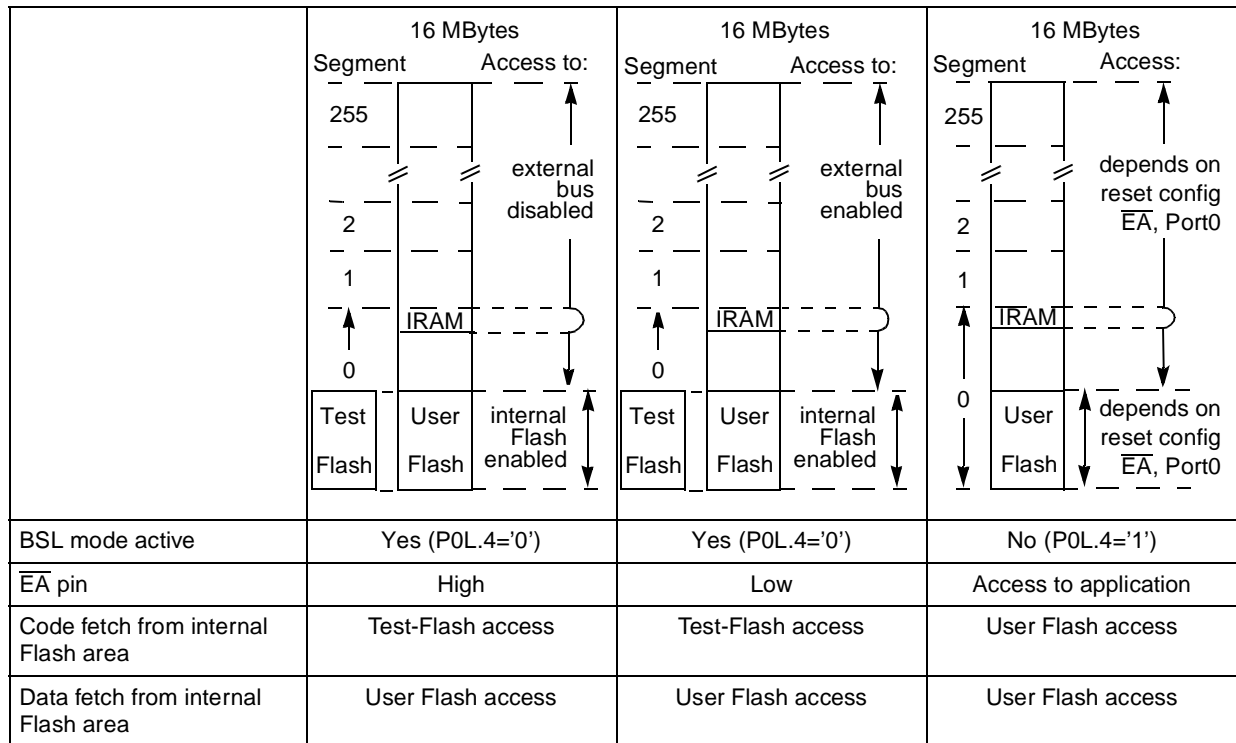 16 MBytes
Segment Access to:
255
external
bus
disabled
2
1
IRAM
0
Test
Flash
User
Flash
internal
Flash
enabled
16 MBytes
Segment Access to:
255
external
bus
enabled
2
1
IRAM
0
Test
Flash
User
Flash
internal
Flash
enabled
16 MBytes
Segment Access:
255
depends on
reset config
EA, Port0
2
1
IRAM
0
User
Flash
depends on
reset config
EA, Port0
BSL mode active Yes (P0L.4='0') Yes (P0L.4='0') No (P0L.4='1')
EA pin High Low Access to application
Code fetch from internal
Flash area
Test-Flash access Test-Flash access User Flash access
Data fetch from internal
Flash area
User Flash access User Flash access User Flash access